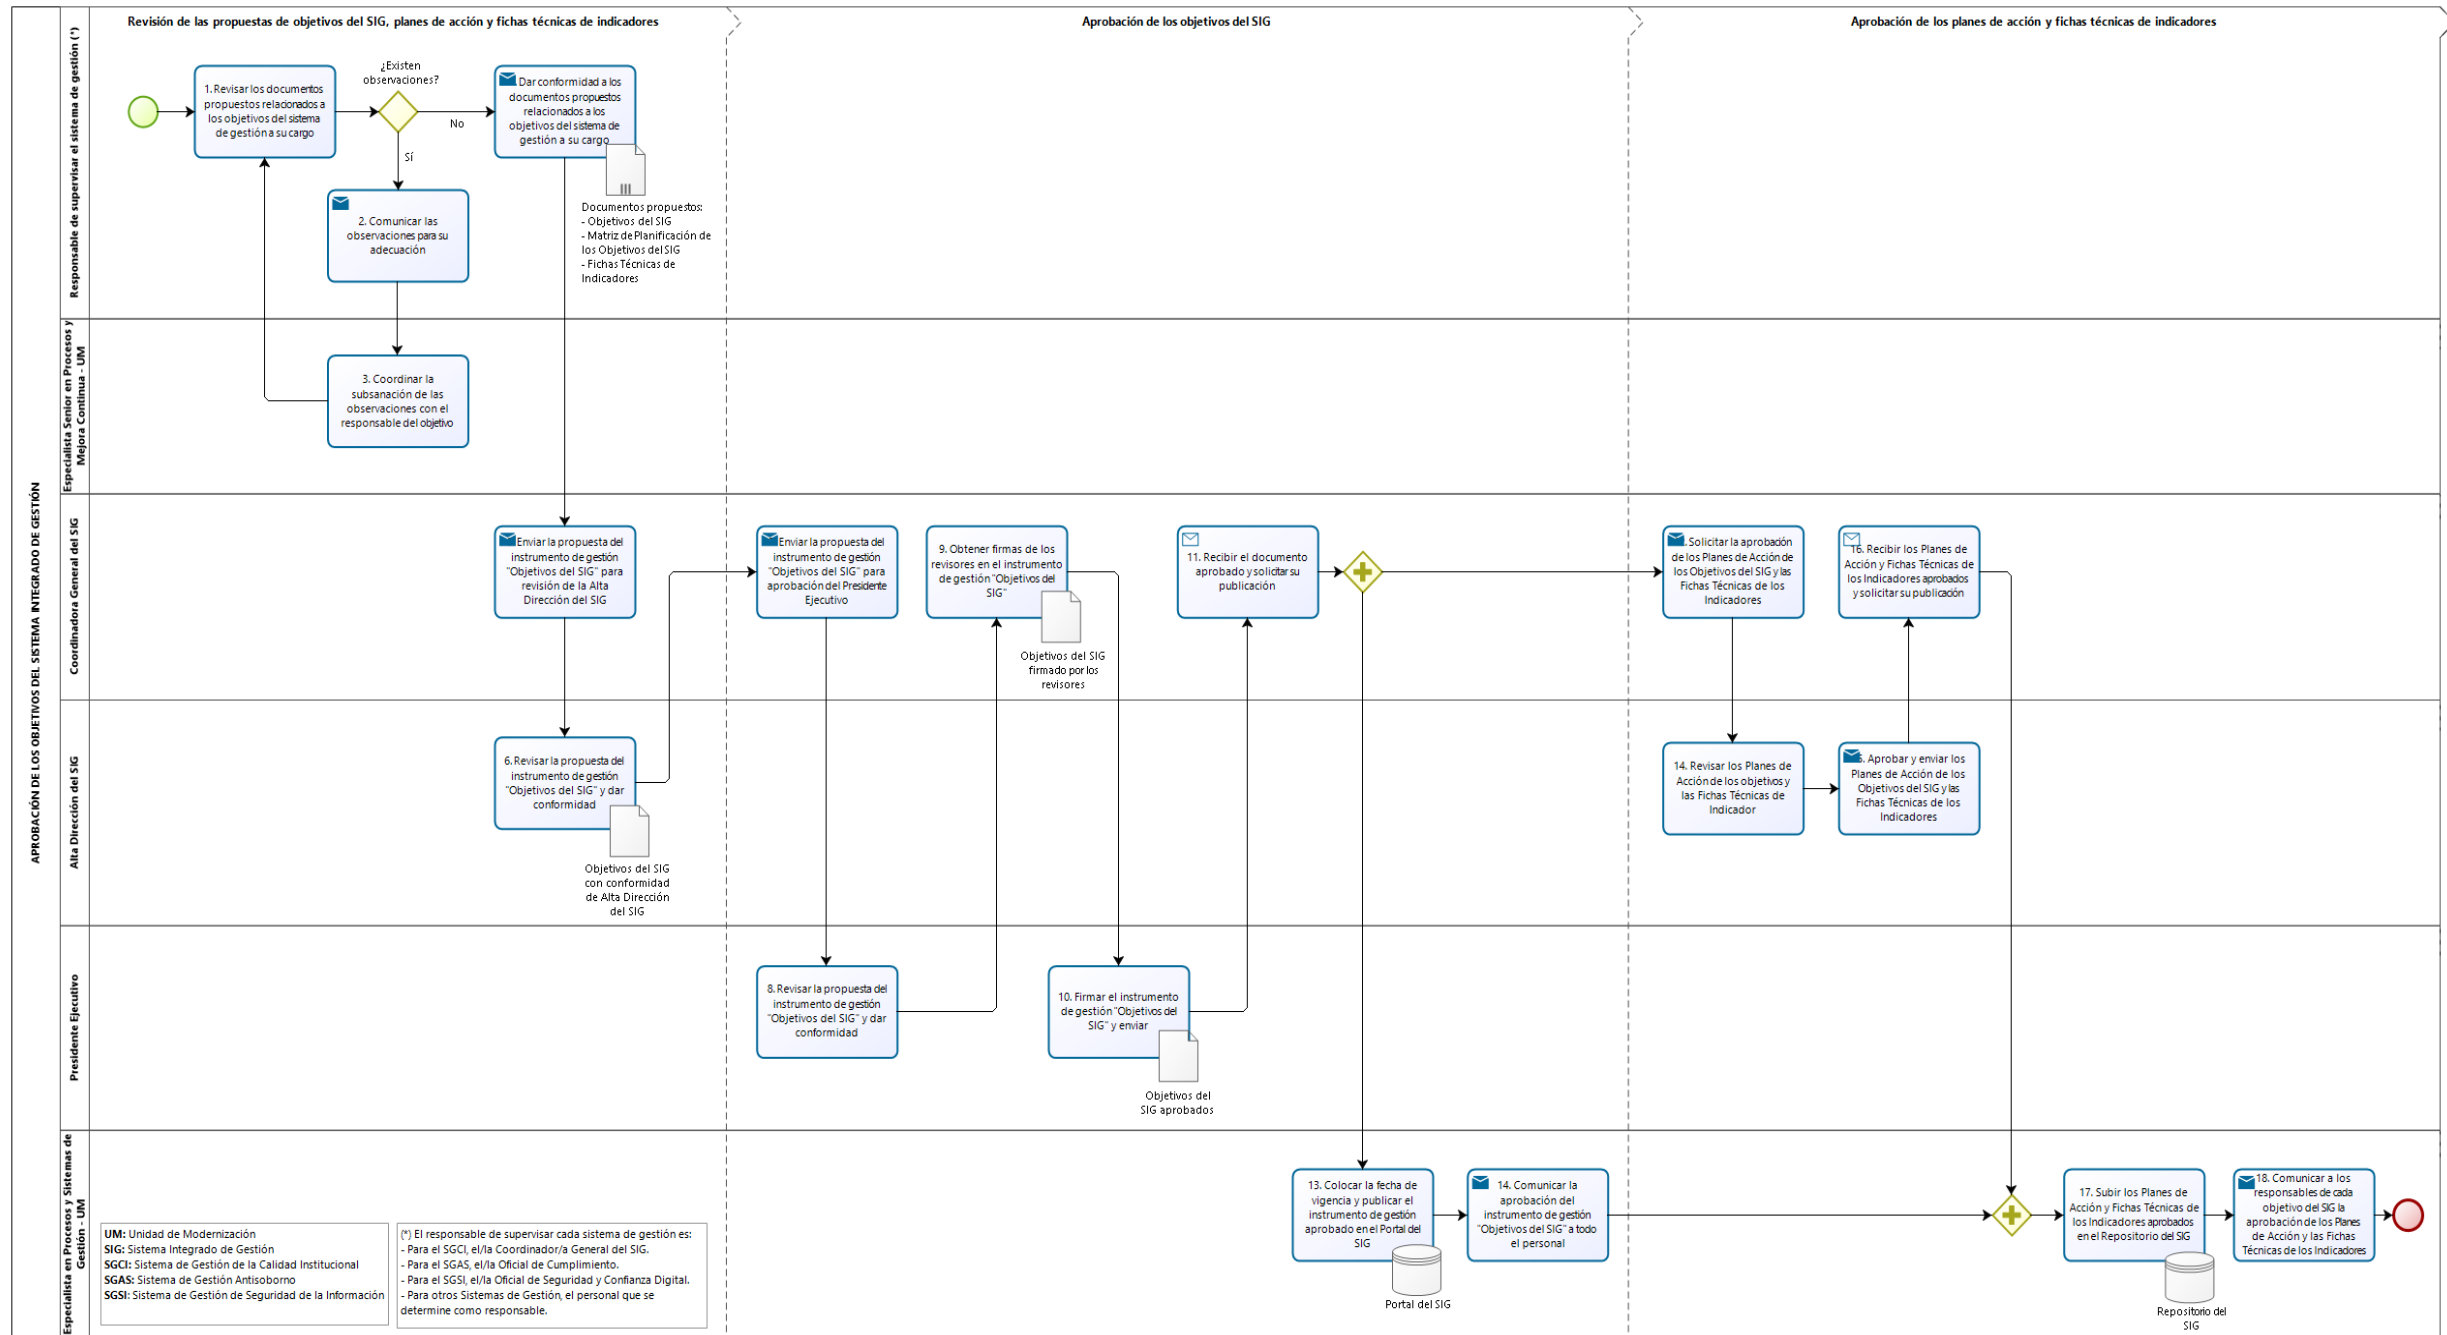 APROBACIÓN DE LOS OBJETIVOS DEL SISTEMA INTEGRADO DE GESTIÓN
Revisión de las propuestas de objetivos del SIG, planes de acción y fichas técnicas de indicadores
Aprobación de los objetivos del SIG
Aprobación de los planes de acción y fichas técnicas de indicadores
Responsable de supervisar el sistema de gestión (*)
1. Revisar los documentos
propuestos relacionados a
los objetivos del sistema
de gestión a su cargo
¿Existen
observaciones?
No
Sí
Dar conformidad a los
documentos propuestos
relacionados a los
objetivos del sistema de
gestión a su cargo
Documentos propuestos:
- Objetivos del SIG
- Matriz de Planificación de
los Objetivos del SIG
- Fichas Técnicas de
Indicadores
2. Comunicar las
observaciones para su
adecuación
Especialista Senior en Procesos y
Mejora Continua - UM
3. Coordinar la
subsanación de las
observaciones con el
responsable del objetivo
Coordinadora General del SIG
Enviar la propuesta del
instrumento de gestión
"Objetivos del SIG" para
revisión de la Alta
Dirección del SIG
Enviar la propuesta del
instrumento de gestión
"Objetivos del SIG" para
aprobación del Presidente
Ejecutivo
9. Obtener firmas de los
revisores en el instrumento
de gestión "Objetivos del
SIG"
Objetivos del SIG
firmado por los
revisores
11. Recibir el documento
aprobado y solicitar su
publicación
. Solicitar la aprobación
de los Planes de Acción de
los Objetivos del SIG y las
Fichas Técnicas de los
Indicadores
16. Recibir los Planes de
Acción y Fichas Técnicas de
los Indicadores aprobados
y solicitar su publicación
Alta Dirección del SIG
6. Revisar la propuesta del
instrumento de gestión
"Objetivos del SIG" y dar
conformidad
Objetivos del SIG
con conformidad
de Alta Dirección
del SIG
14. Revisar los Planes de
Acción de los objetivos y
las Fichas Técnicas de
Indicador
. Aprobar y enviar los
Planes de Acción de los
Objetivos del SIG y las
Fichas Técnicas de los
Indicadores
Presidente Ejecutivo
8. Revisar la propuesta del
instrumento de gestión
"Objetivos del SIG" y dar
conformidad
10. Firmar el instrumento
de gestión "Objetivos del
SIG" y enviar
Objetivos del
SIG aprobados
Especialista en Procesos y Sistemas de
Gestión - UM
13. Colocar la fecha de
vigencia y publicar el
instrumento de gestión
aprobado en el Portal del
SIG
Portal del SIG
14. Comunicar la
aprobación del
instrumento de gestión
"Objetivos del SIG" a todo
el personal
17. Subir los Planes de
Acción y Fichas Técnicas de
los Indicadores aprobados
en el Repositorio del SIG
Repositorio del
SIG
18. Comunicar a los
responsables de cada
objetivo del SIG la
aprobación de los Planes
de Acción y las Fichas
Técnicas de los Indicadores
UM: Unidad de Modernización
SIG: Sistema Integrado de Gestión
SGCI: Sistema de Gestión de la Calidad Institucional
SGAS: Sistema de Gestión Antisoborno
SGSI: Sistema de Gestión de Seguridad de la Información
(*) El responsable de supervisar cada sistema de gestión es:
- Para el SGCI, el/la Coordinador/a General del SIG.
- Para el SGAS, el/la Oficial de Cumplimiento.
- Para el SGSI, el/la Oficial de Seguridad y Confianza Digital.
- Para otros Sistemas de Gestión, el personal que se
determine como responsable.